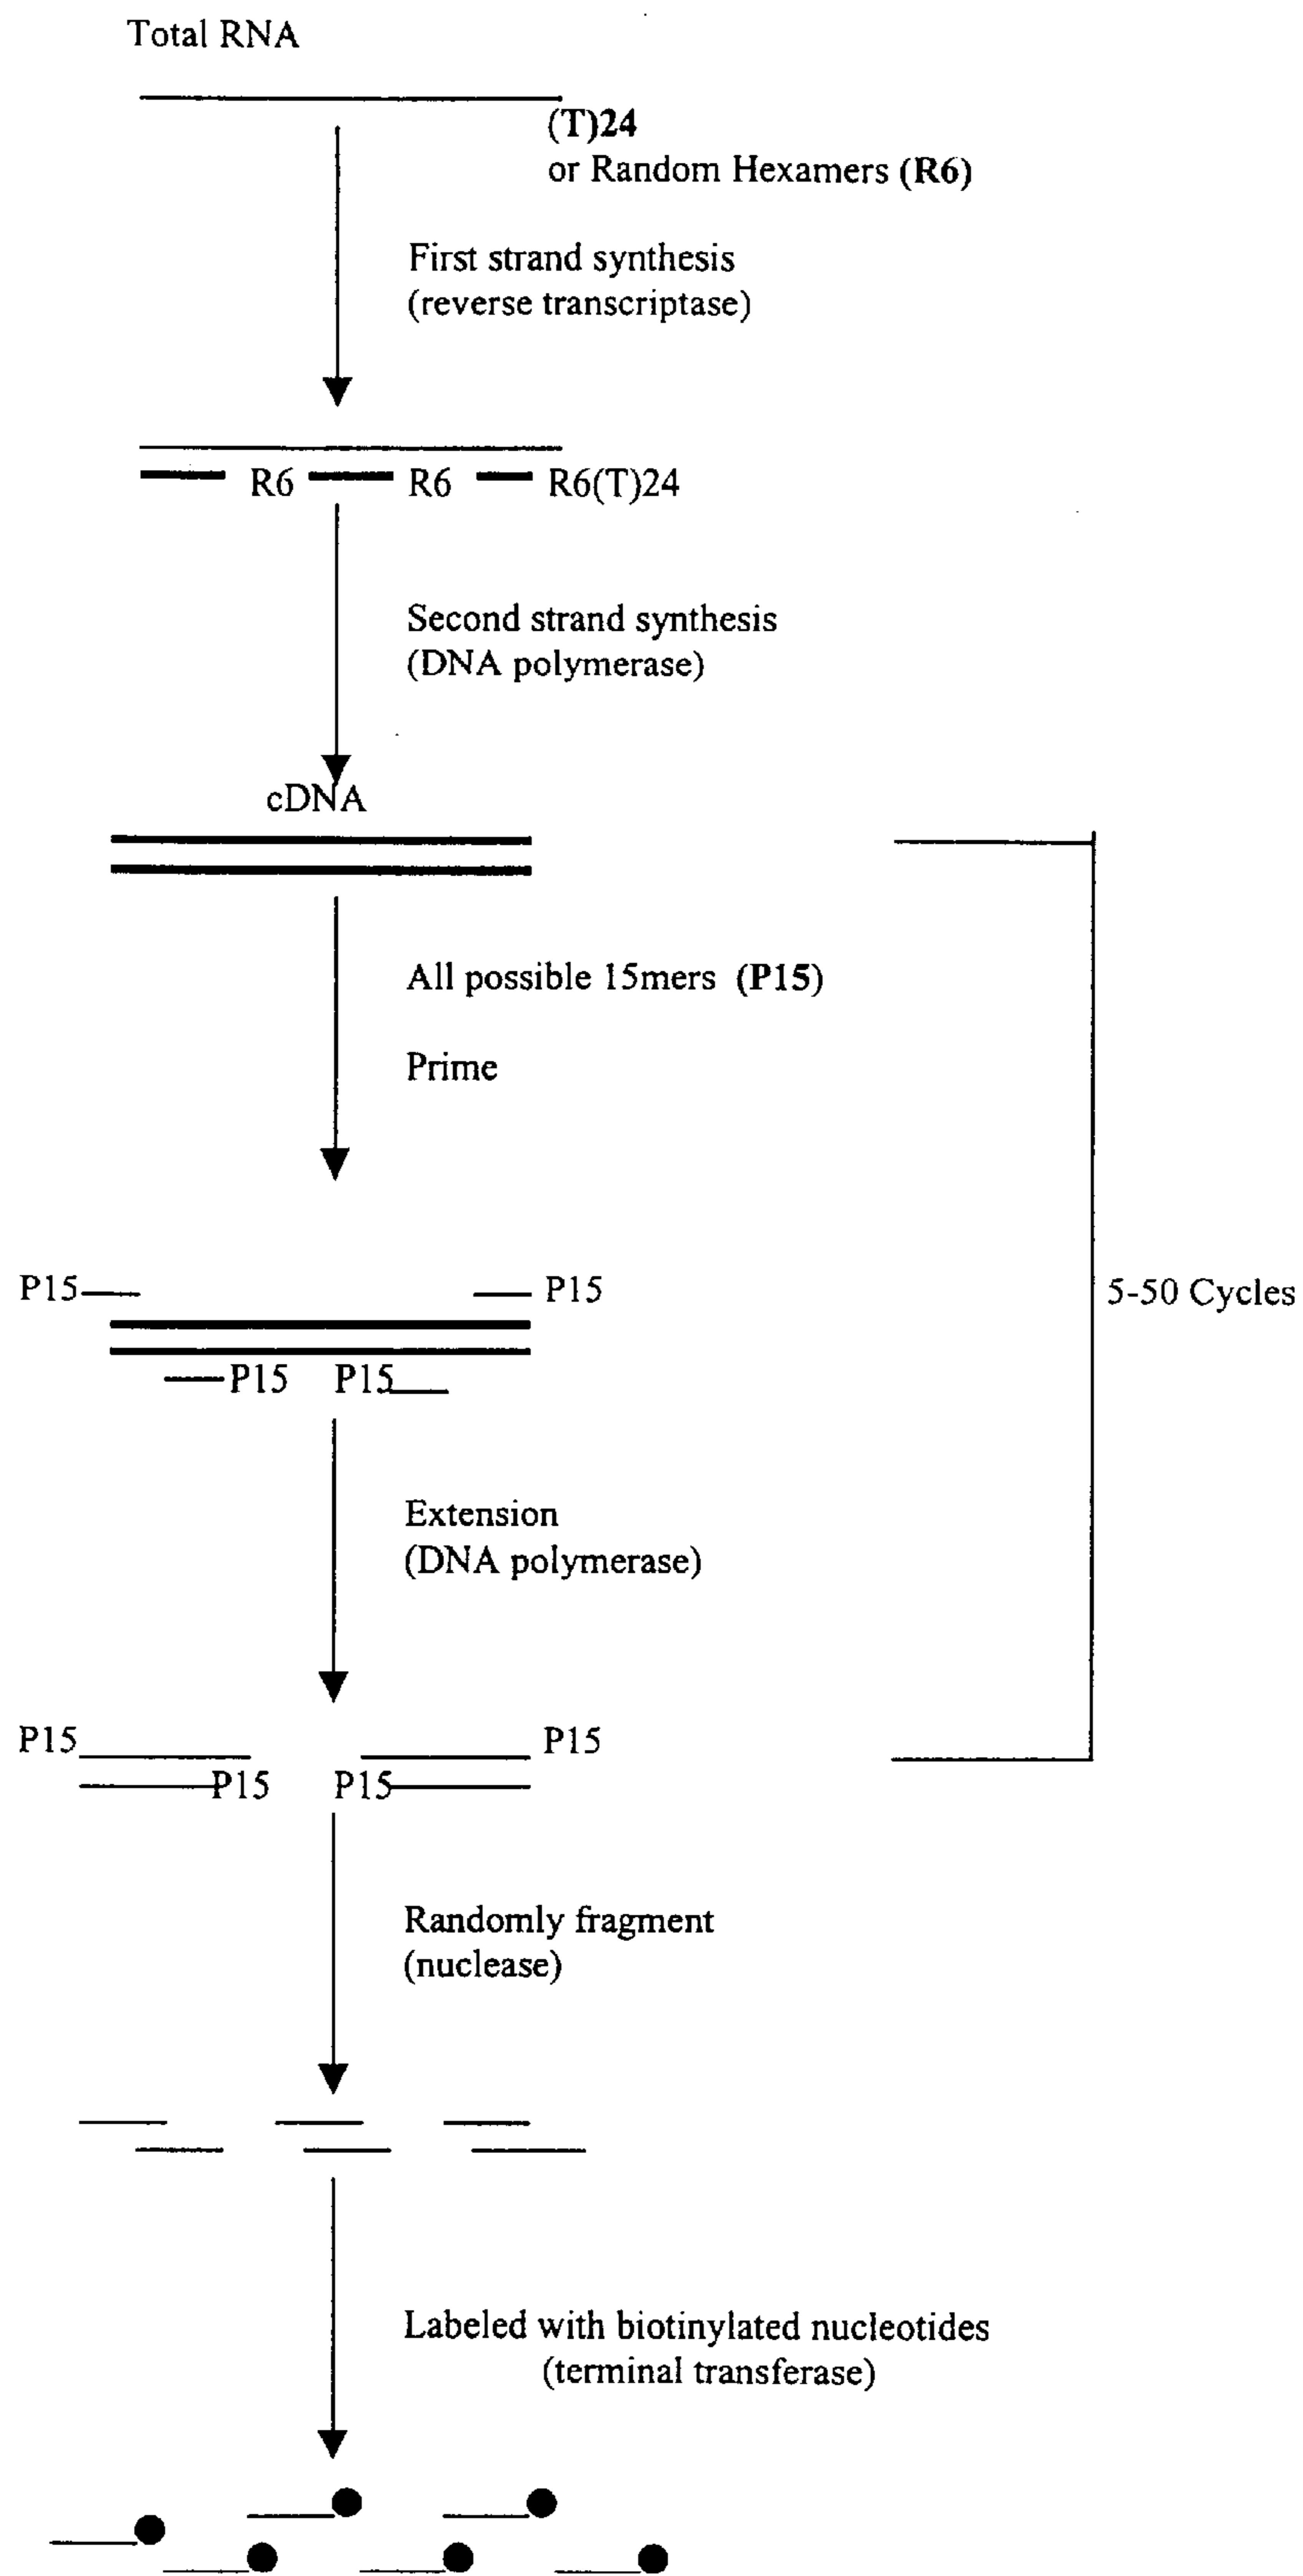 Total RNA
(T)24
or Random Hexamers (R6)
First strand synthesis
(reverse transcriptase)
R6 R6 R6(T)24
Second strand synthesis
(DNA polymerase)
cDNA
All possible 15mers (P15)
Prime
P15 P15
5-50 Cycles
P15 P15
Extension
(DNA polymerase)
P15 P15
P15 P15
Randomly fragment
(nuclease)
Labeled with biotinylated nucleotides
(terminal transferase)